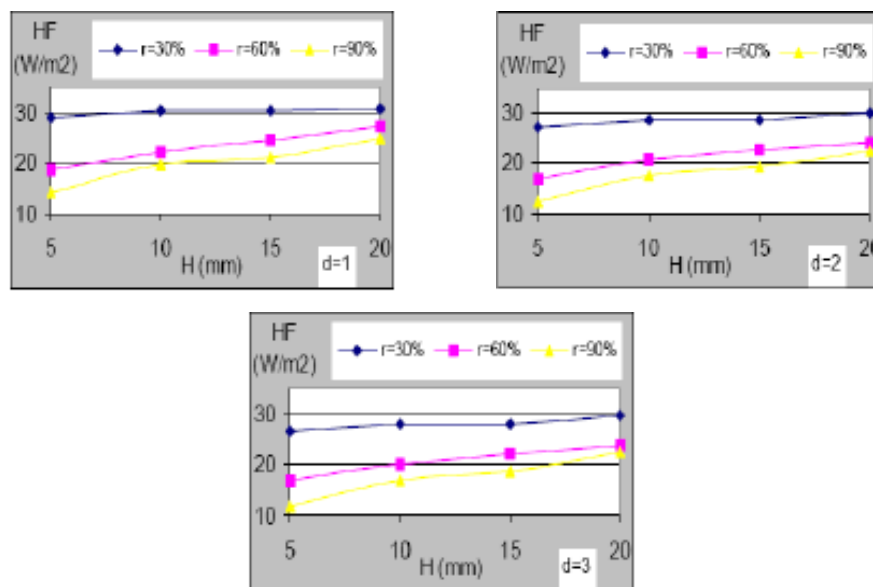 HF
(W/m2)
r=30% r=60% r=90%
30
20
10
5 10 15 20
H (mm)
d=1
HF
(W/m2)
r=30% r=60% r=90%
30
20
10
5 10 15 20
H (mm)
d=2
HF
(W/m2)
r=30% r=60% r=90%
30
20
10
5 10 15 20
H (mm)
d=3